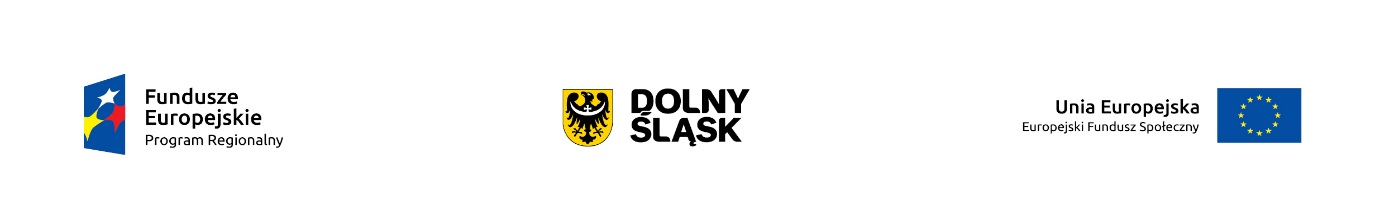 Fundusze
Europejskie
Program Regionalny
DOLNY
ŚLĄSK
Unia Europejska
Europejski Fundusz Społeczny